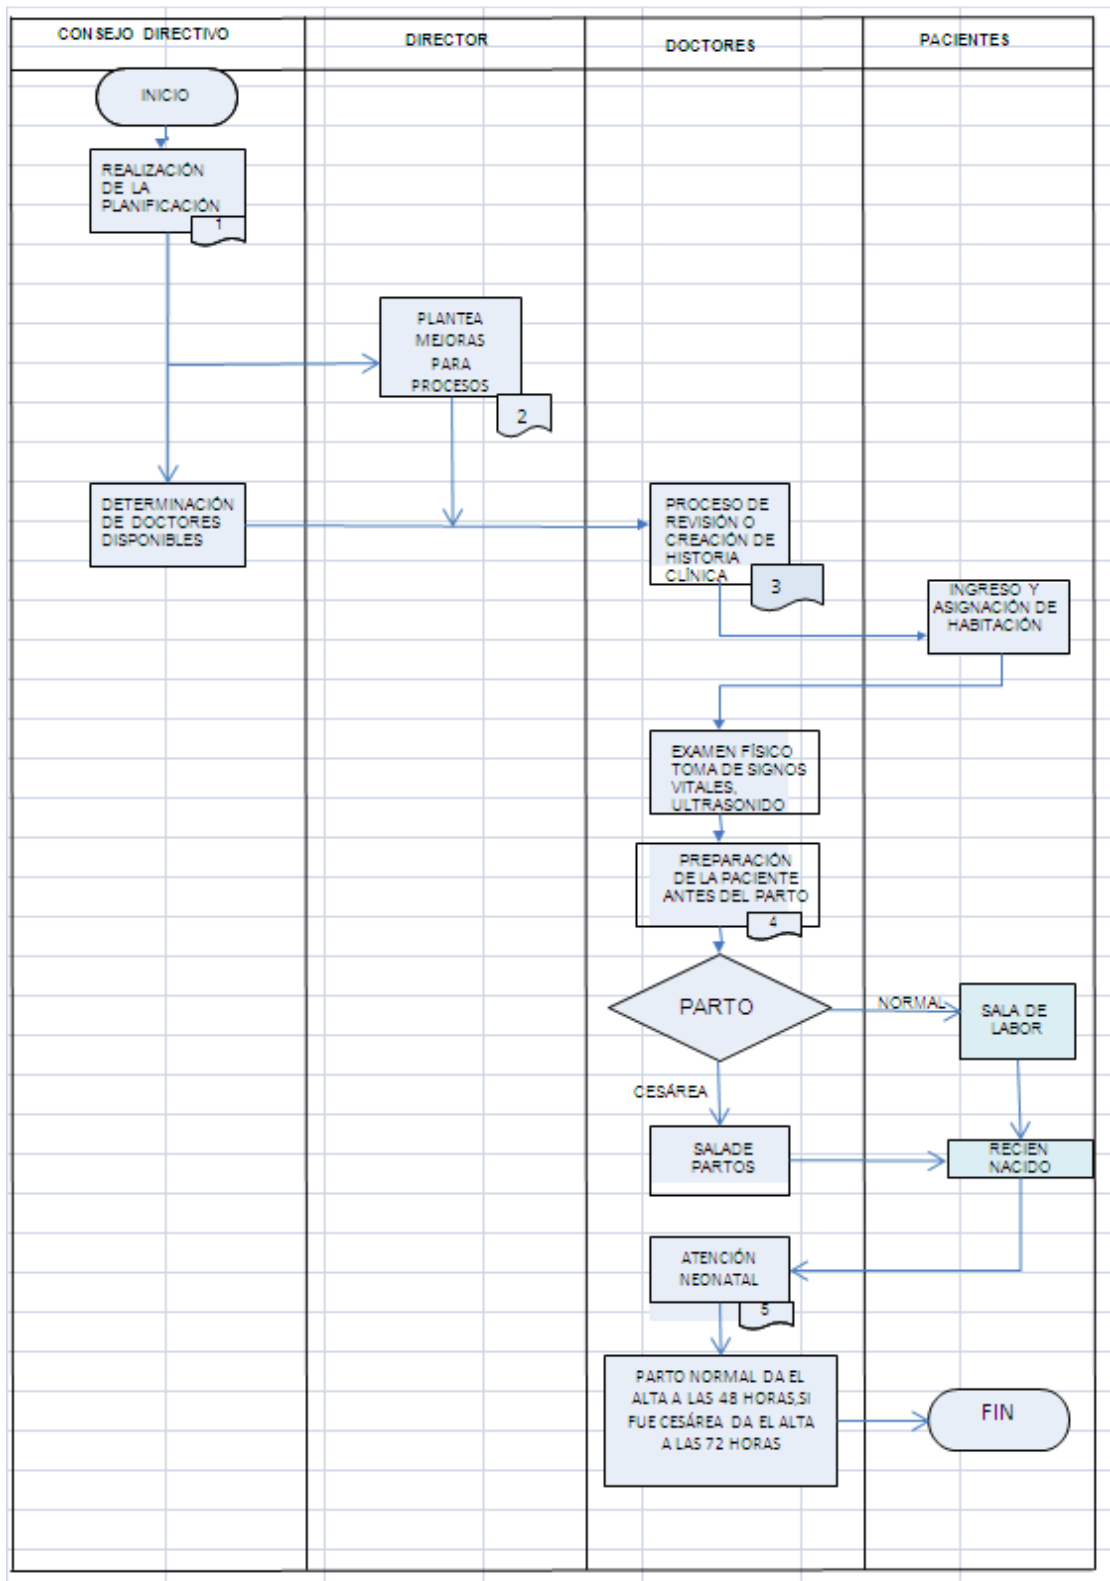 CONSEJO DIRECTIVO
DIRECTOR
DOCTORES
PACIENTES
INICIO
REALIZACIÓN
DE LA
PLANIFICACIÓN
1
PLANTEA
MEJORAS
PARA
PROCESOS
2
DETERMINACIÓN
DE DOCTORES
DISPONIBLES
PROCESO DE
REVISIÓN O
CREACIÓN DE
HISTORIA
CLÍNICA
3
INGRESO Y
ASIGNACIÓN DE
HABITACIÓN
EXAMEN FÍSICO
TOMA DE SIGNOS
VITALES,
ULTRASONIDO
PREPARACIÓN
DE LA PACIENTE
ANTES DEL PARTO
4
PARTO
NORMAL
SALA DE
LABOR
CESÁREA
SALADE
PARTOS
RECIEN
NACIDO
ATENCIÓN
NEONATAL
5
PARTO NORMAL DA EL
ALTA A LAS 48 HORAS,SI
FUE CESÁREA DA EL ALTA
A LAS 72 HORAS
FIN